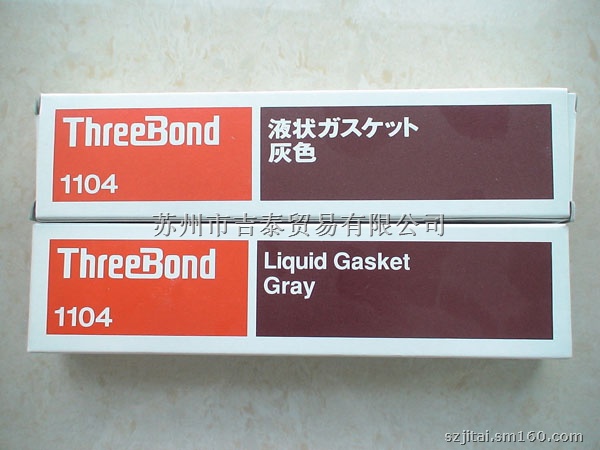 ThreeBond
1104
液状ガスケット
灰色
苏州市吉泰贸易有限公司
ThreeBond
1104
Liquid Gasket
Gray
szjitai.sm160.com